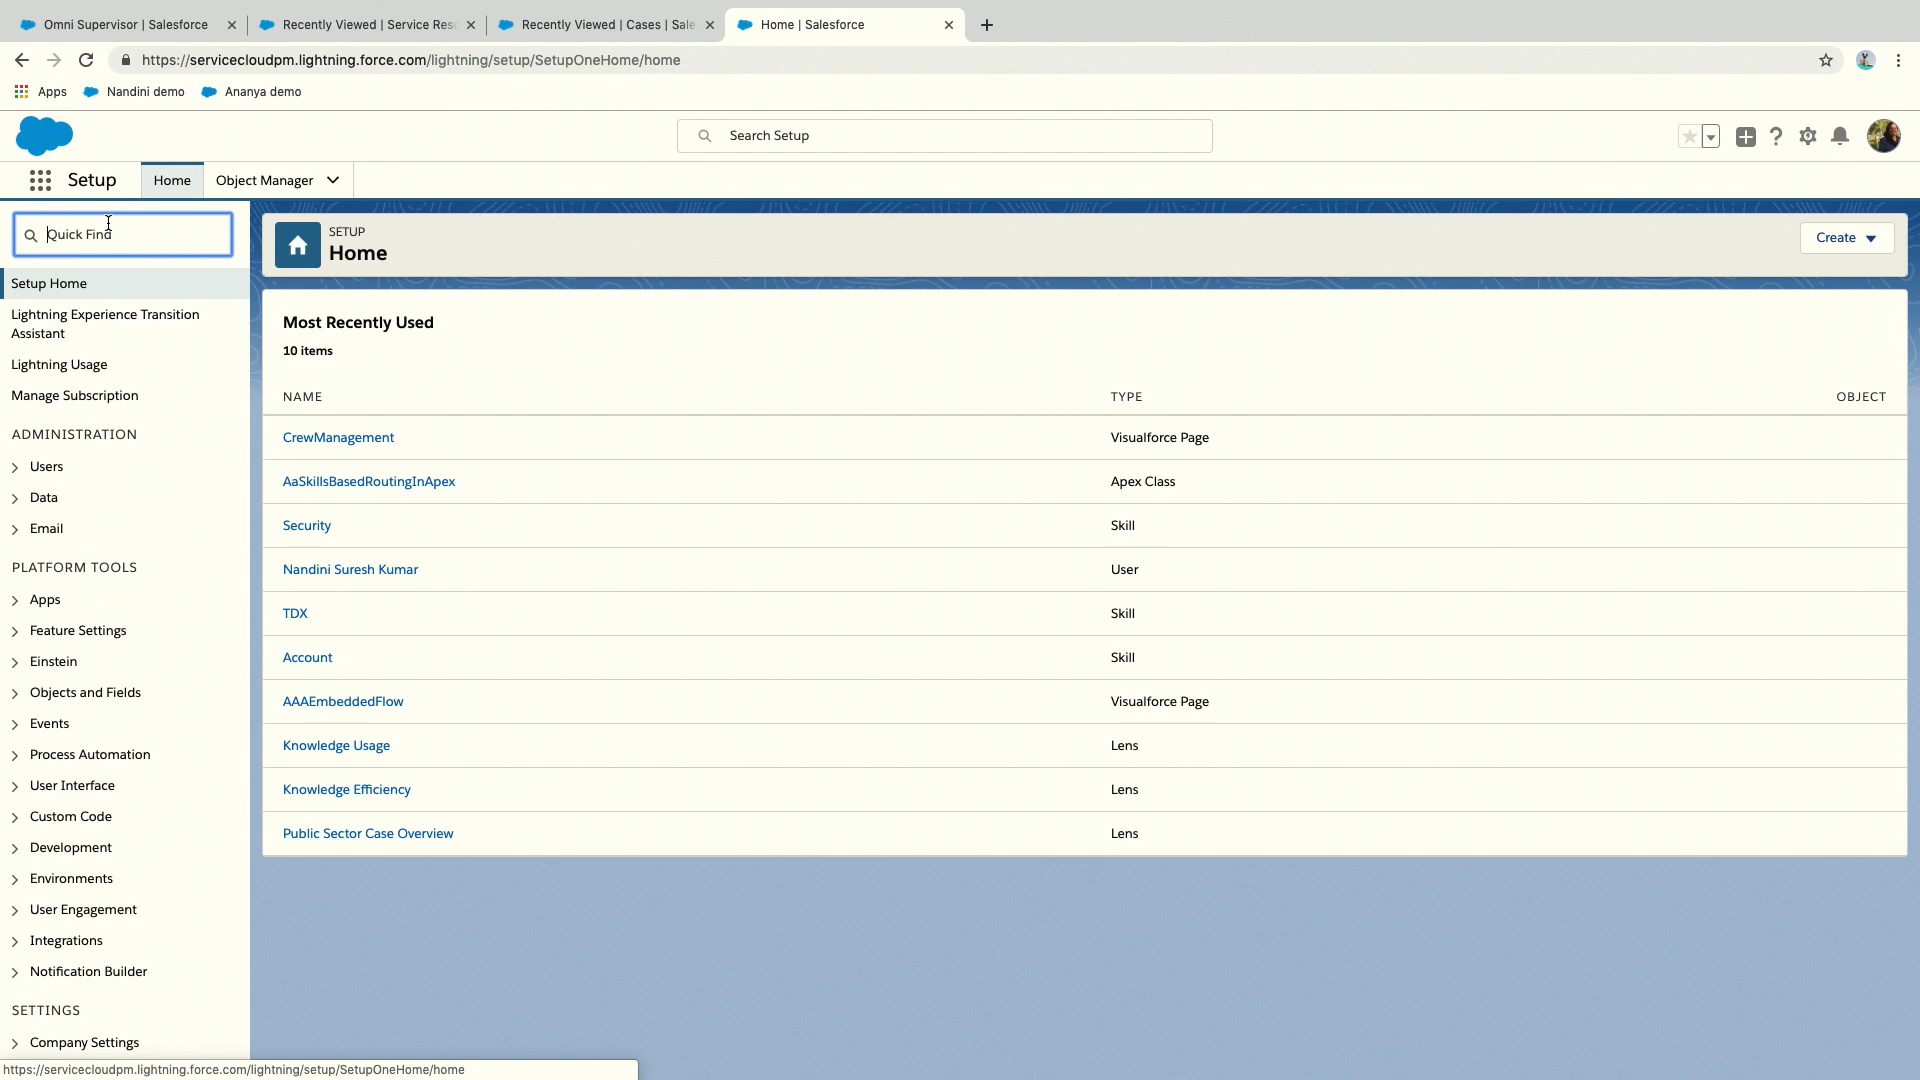 Omni Supervisor | Salesforce
Recently Viewed | Service Reso
Recently Viewed | Cases | Sale
Home | Salesforce
https://servicecloudpm.lightning.force.com/lightning/setup/SetupOneHome/home
Apps
Nandini demo
Ananya demo
Search Setup
Setup
Home
Object Manager
Quick Find
Setup Home
Lightning Experience Transition
Assistant
Lightning Usage
Manage Subscription
ADMINISTRATION
Users
Data
Email
PLATFORM TOOLS
Apps
Feature Settings
Einstein
Objects and Fields
Events
Process Automation
User Interface
Custom Code
Development
Environments
User Engagement
Integrations
Notification Builder
SETTINGS
Company Settings
SETUP
Home
Create
Most Recently Used
10 items
NAME TYPE OBJECT
CrewManagement Visualforce Page
AaSkillsBasedRoutingInApex Apex Class
Security Skill
Nandini Suresh Kumar User
TDX Skill
Account Skill
AAAEmbeddedFlow Visualforce Page
Knowledge Usage Lens
Knowledge Efficiency Lens
Public Sector Case Overview Lens
https://servicecloudpm.lightning.force.com/lightning/setup/SetupOneHome/home